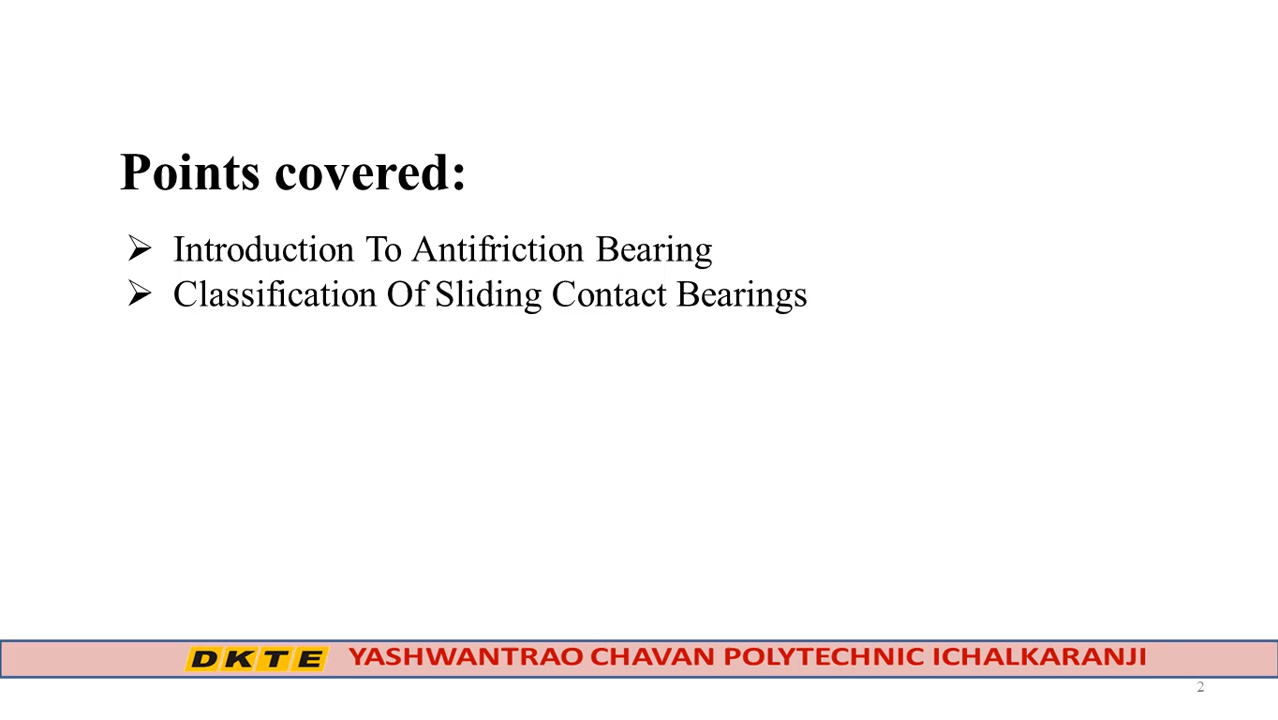 Points covered:
➢ Introduction To Antifriction Bearing
➢ Classification Of Sliding Contact Bearings
DKTE YASHWANTRAO CHAVAN POLYTECHNIC ICHALKARANJI
2